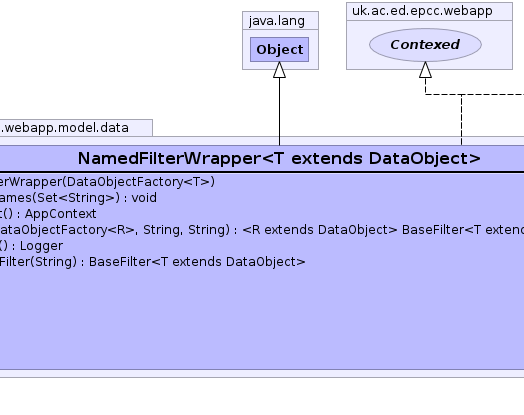 java.lang
uk.ac.ed.epcc.webapp
Object
Contexed
.webapp.model.data
NamedFilterWrapper<T extends DataObject>
erWrapper(DataObjectFactory<T>)
ames(Set<String>) : void
t() : AppContext
DataObjectFactory<R>, String, String) : <R extends DataObject> BaseFilter<T extend
() : Logger
Filter(String) : BaseFilter<T extends DataObject>